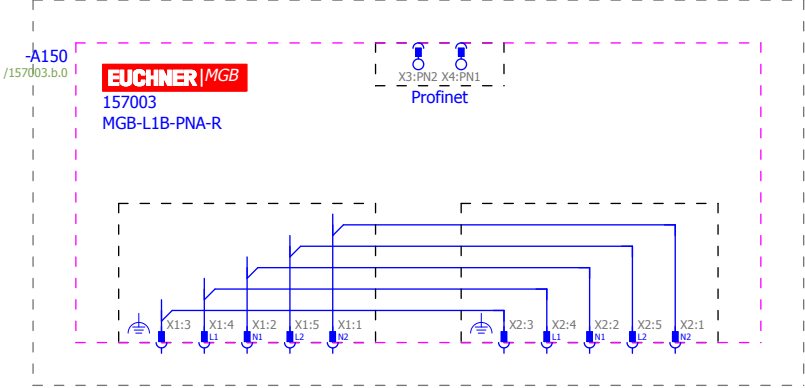 -A150
/157003.b.0
EUCHNER|MGB
157003
MGB-L1B-PNA-R
X3:PN2 X4:PN1
Profinet
X1:3 X1:4 X1:2 X1:5 X1:1 X2:3 X2:4 X2:2 X2:5 X2:1
L1 N1 L2 N2 L1 N1 L2 N2